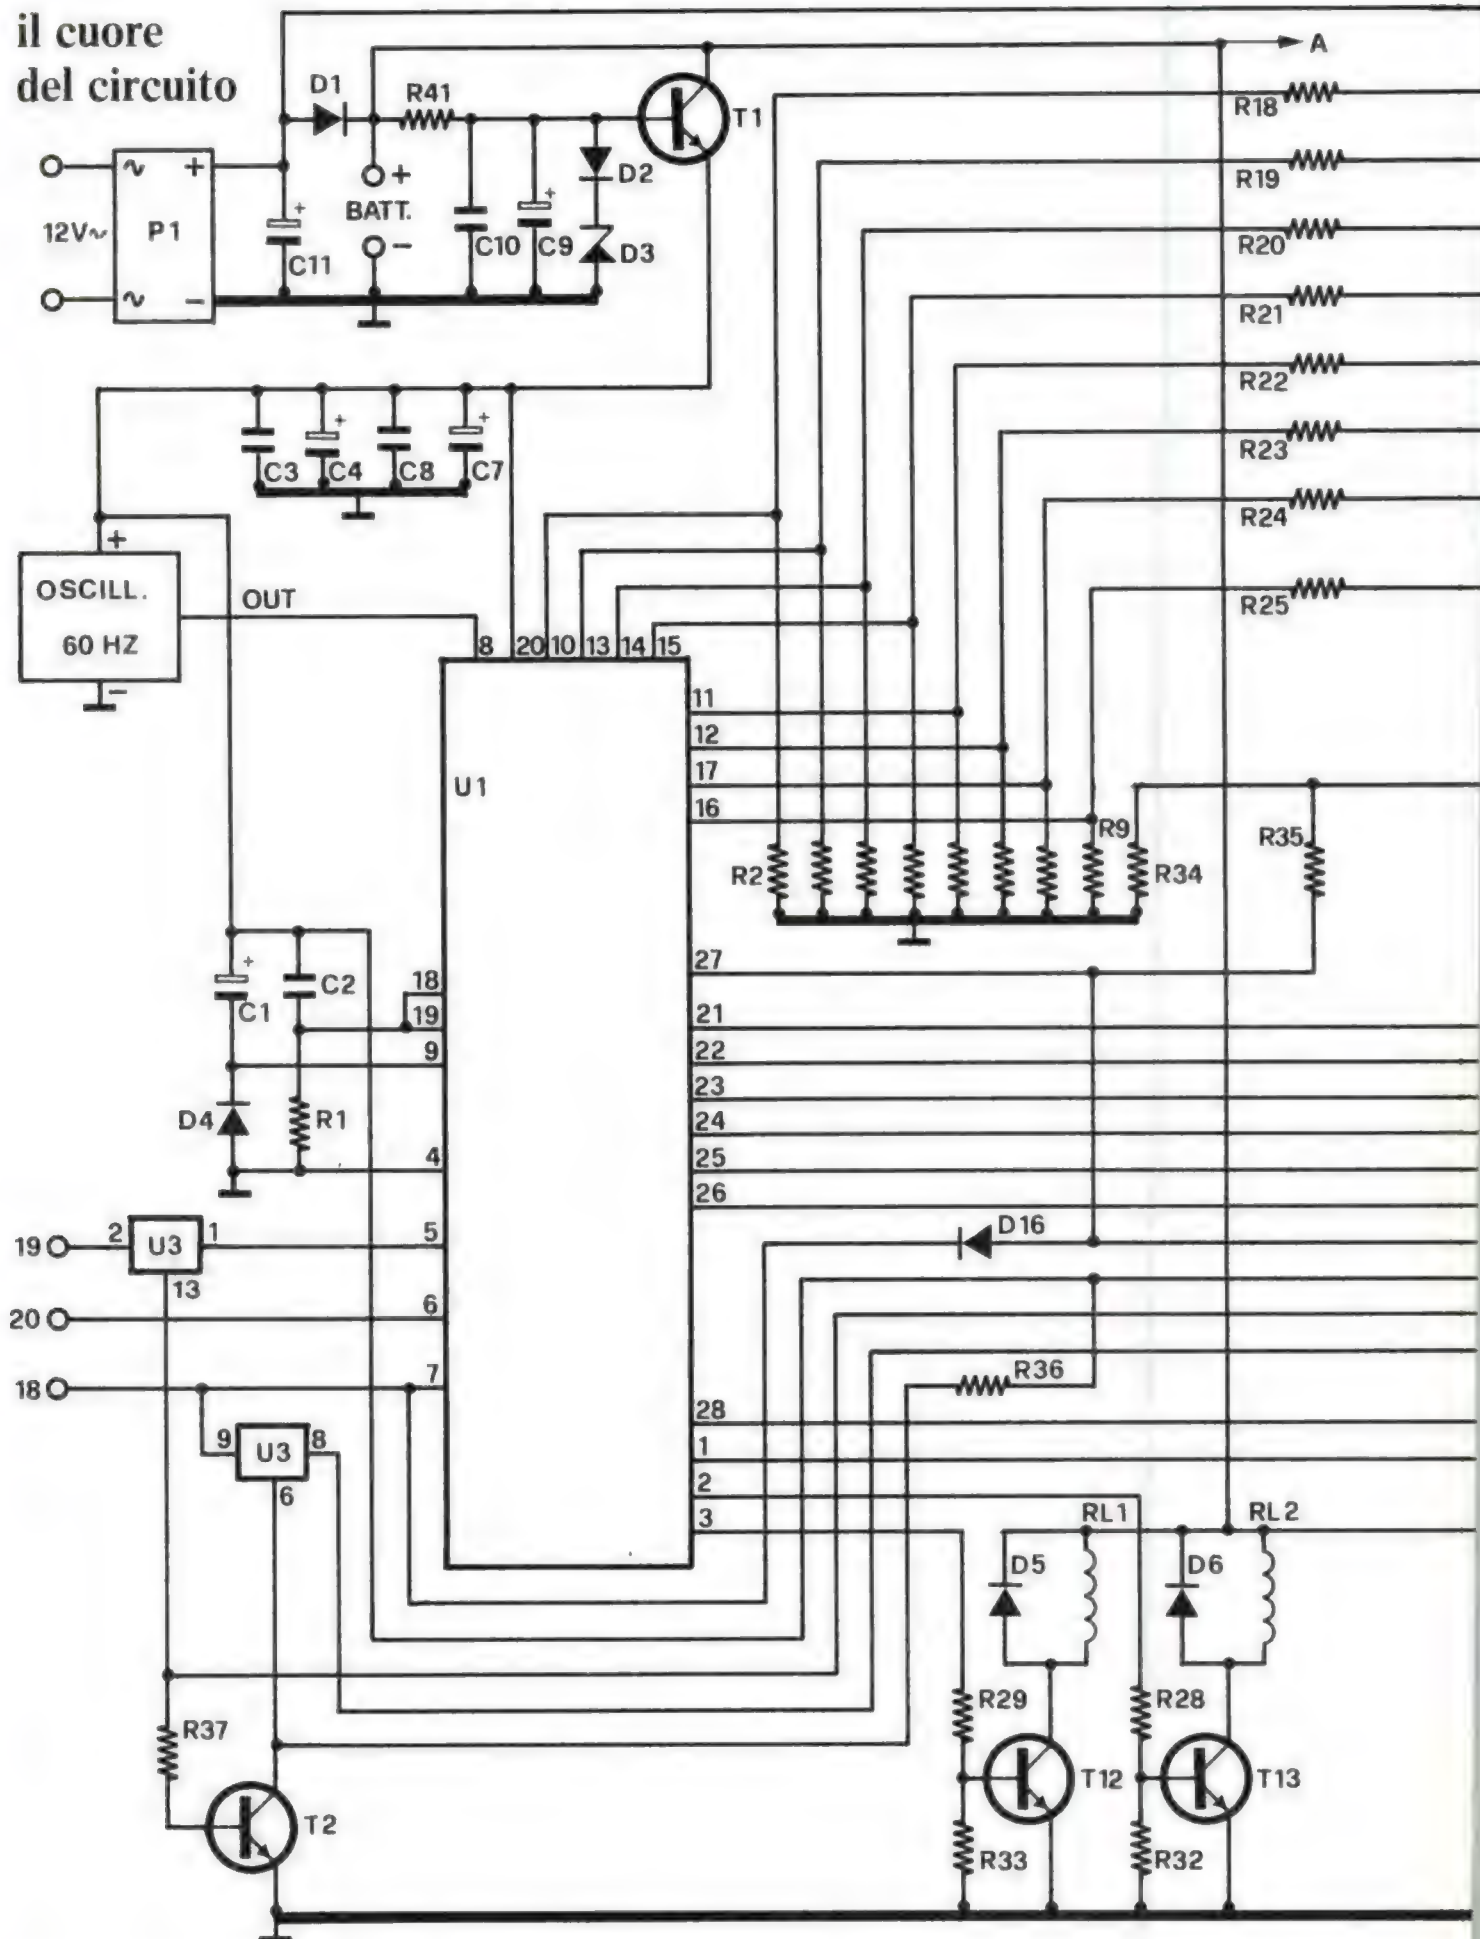 il cuore
del circuito
A
D1
R41
T1
R18
D2
R19
12V~
~
+
P1
~
-
+
C11
+
BATT.
-
C10
+
C9
D3
R20
R21
R22
C3
+
C4
C8
+
C7
R23
R24
+
OSCILL.
60 HZ
-
OUT
R25
8
20
10
13
14
15
11
12
17
16
U1
R9
R2
R34
R35
27
18
19
9
+
C1
C2
21
22
23
24
25
26
D4
R1
4
19
2
U3
1
13
5
D16
20
6
18
7
R36
28
9
U3
8
6
1
2
3
RL1
RL2
D5
D6
R29
R28
R37
T12
T13
T2
R33
R32